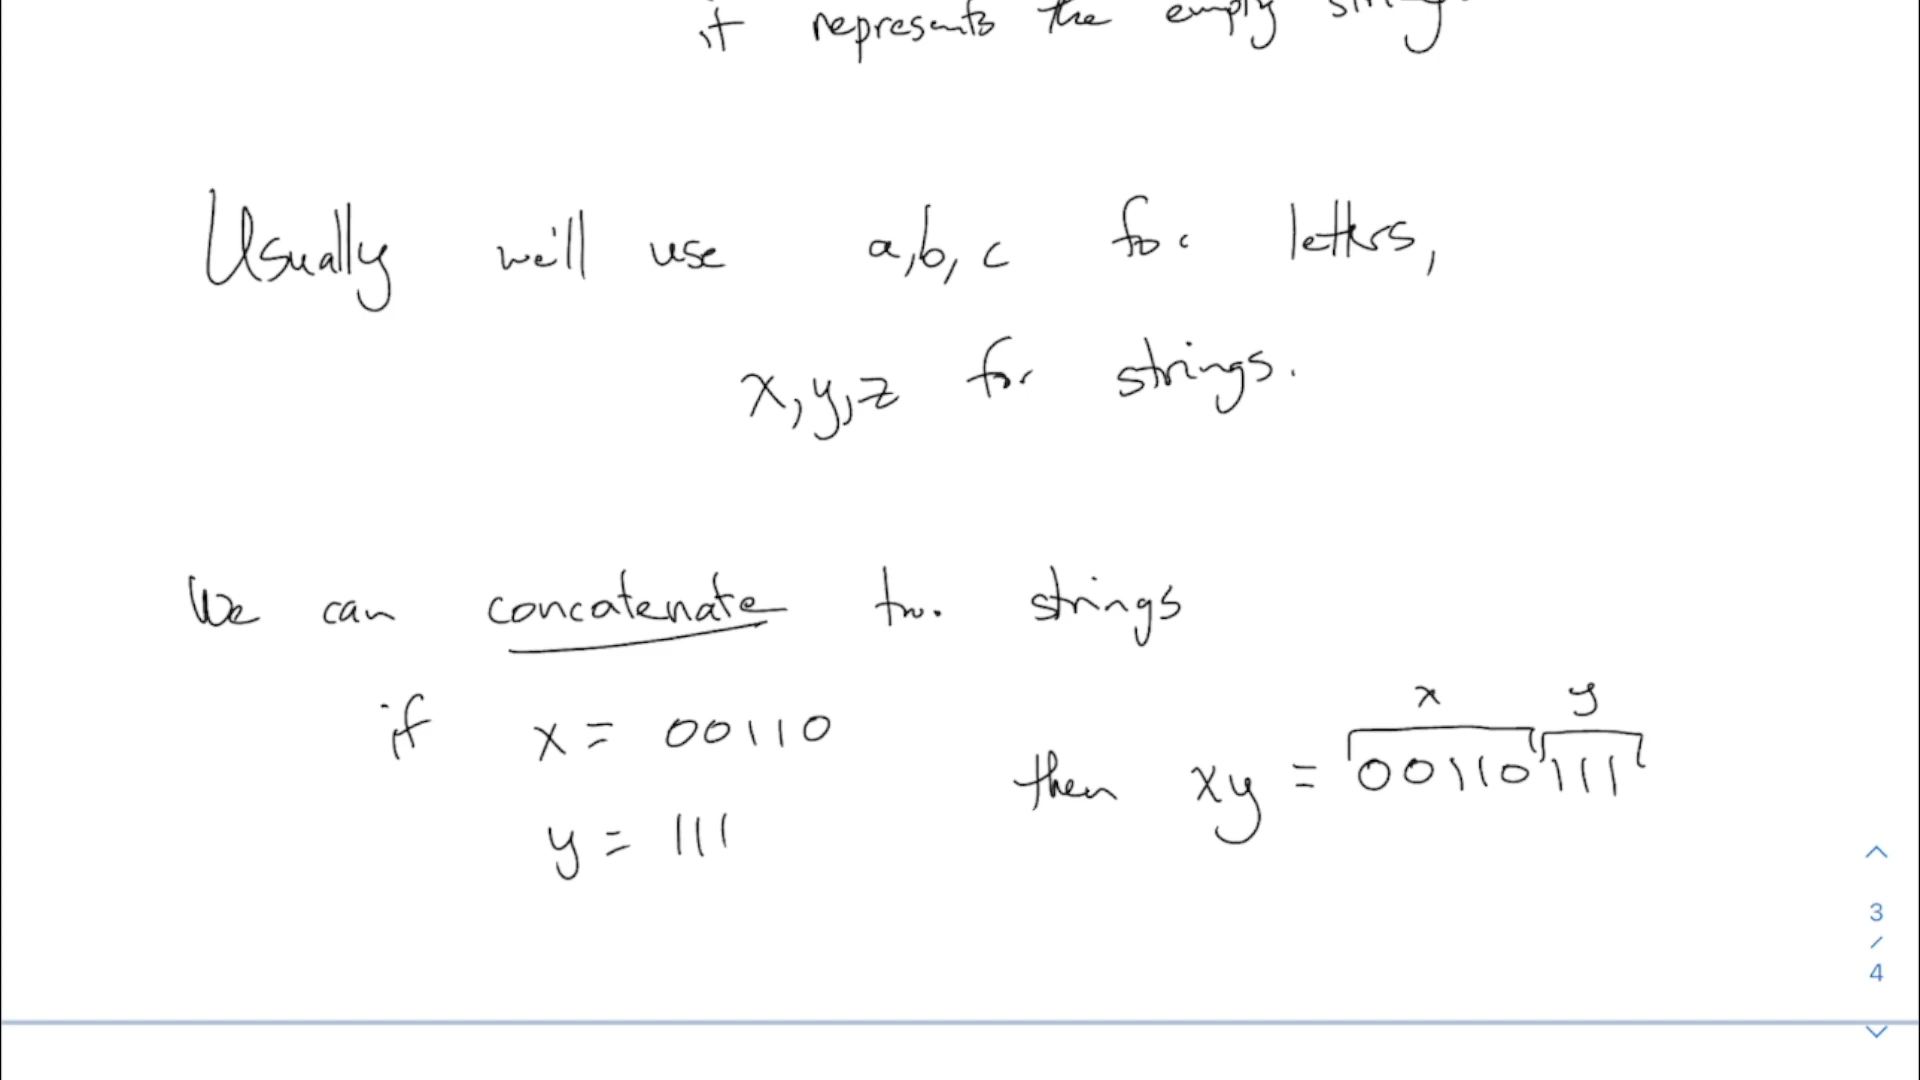 it represents the empty string
Usually we'll use a,b,c for letters,
x,y,z for strings.
We can concatenate two strings
if x = 00110
x y
then xy = 00110111
y = 111
3
/
4